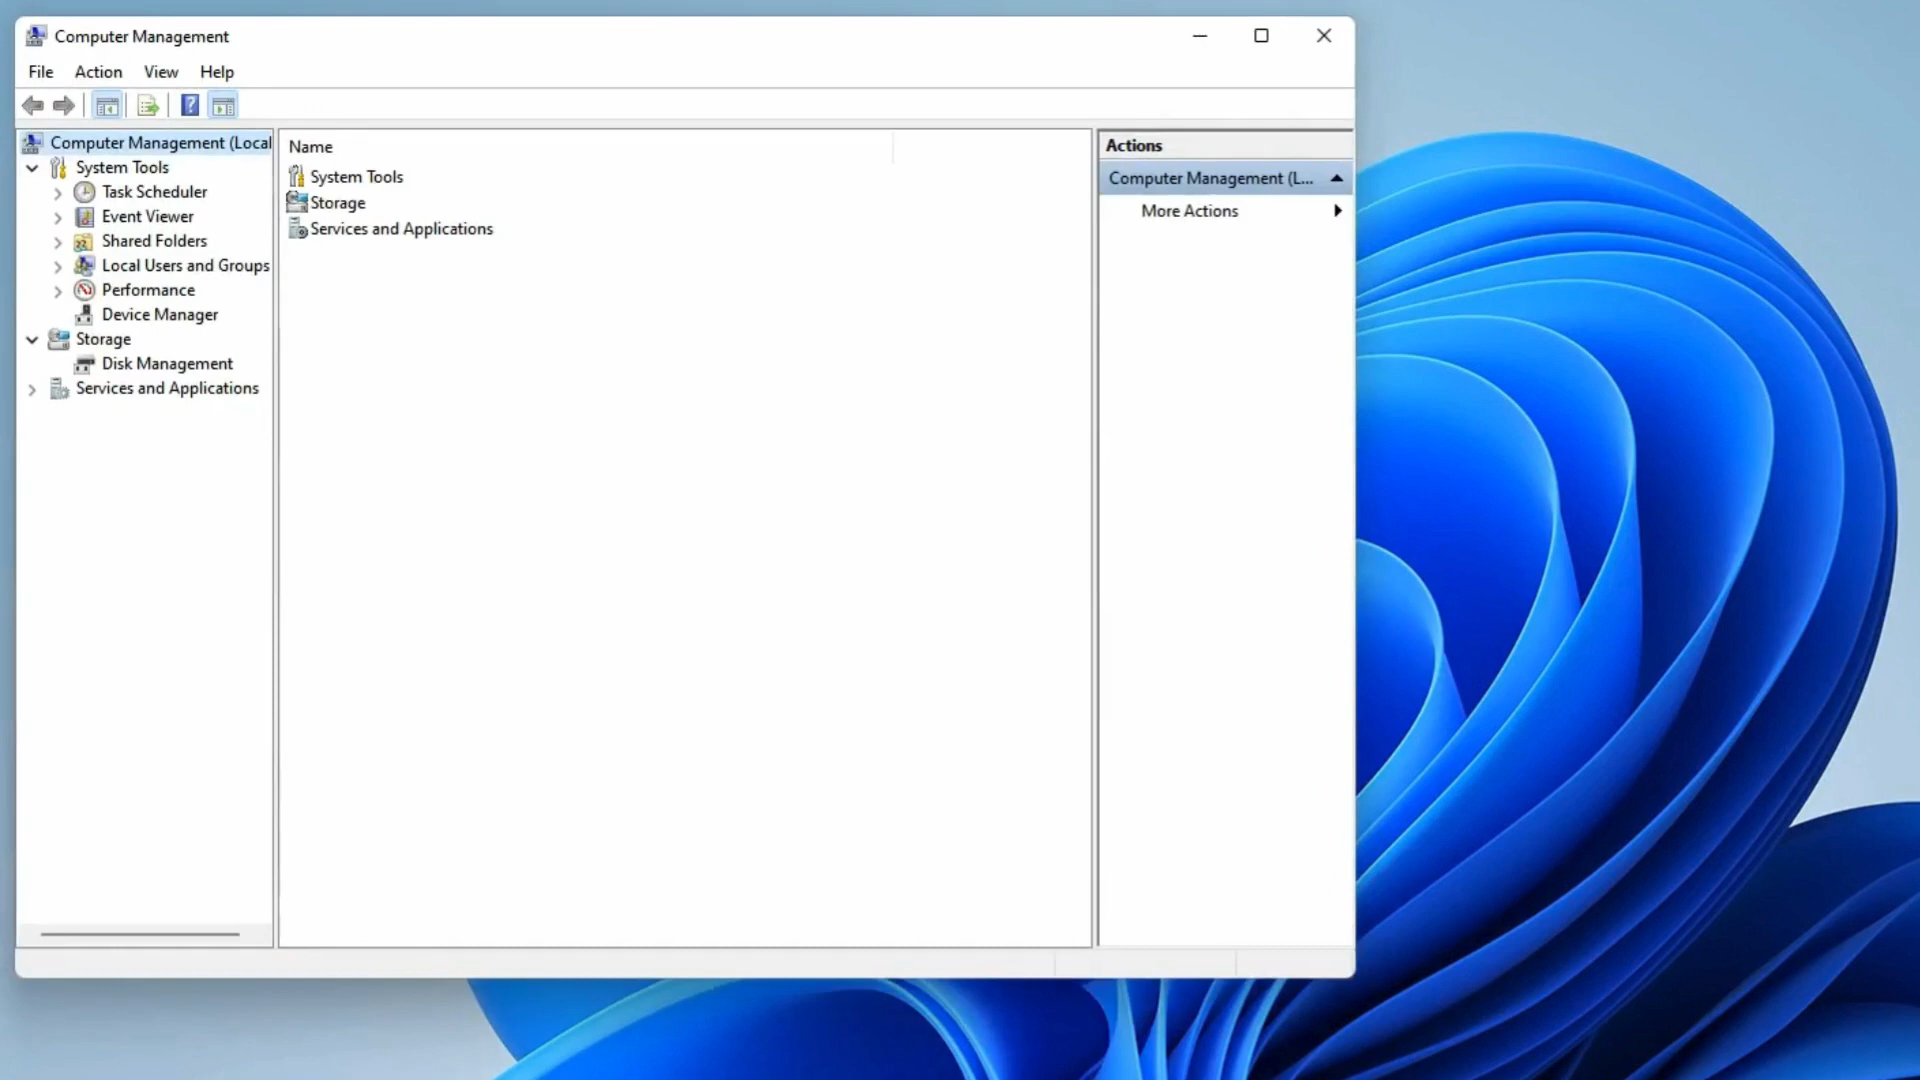 Computer Management
File Action View Help
Computer Management (Local
System Tools
Task Scheduler
Event Viewer
Shared Folders
Local Users and Groups
Performance
Device Manager
Storage
Disk Management
Services and Applications
Name
System Tools
Storage
Services and Applications
Actions
Computer Management (L...
More Actions